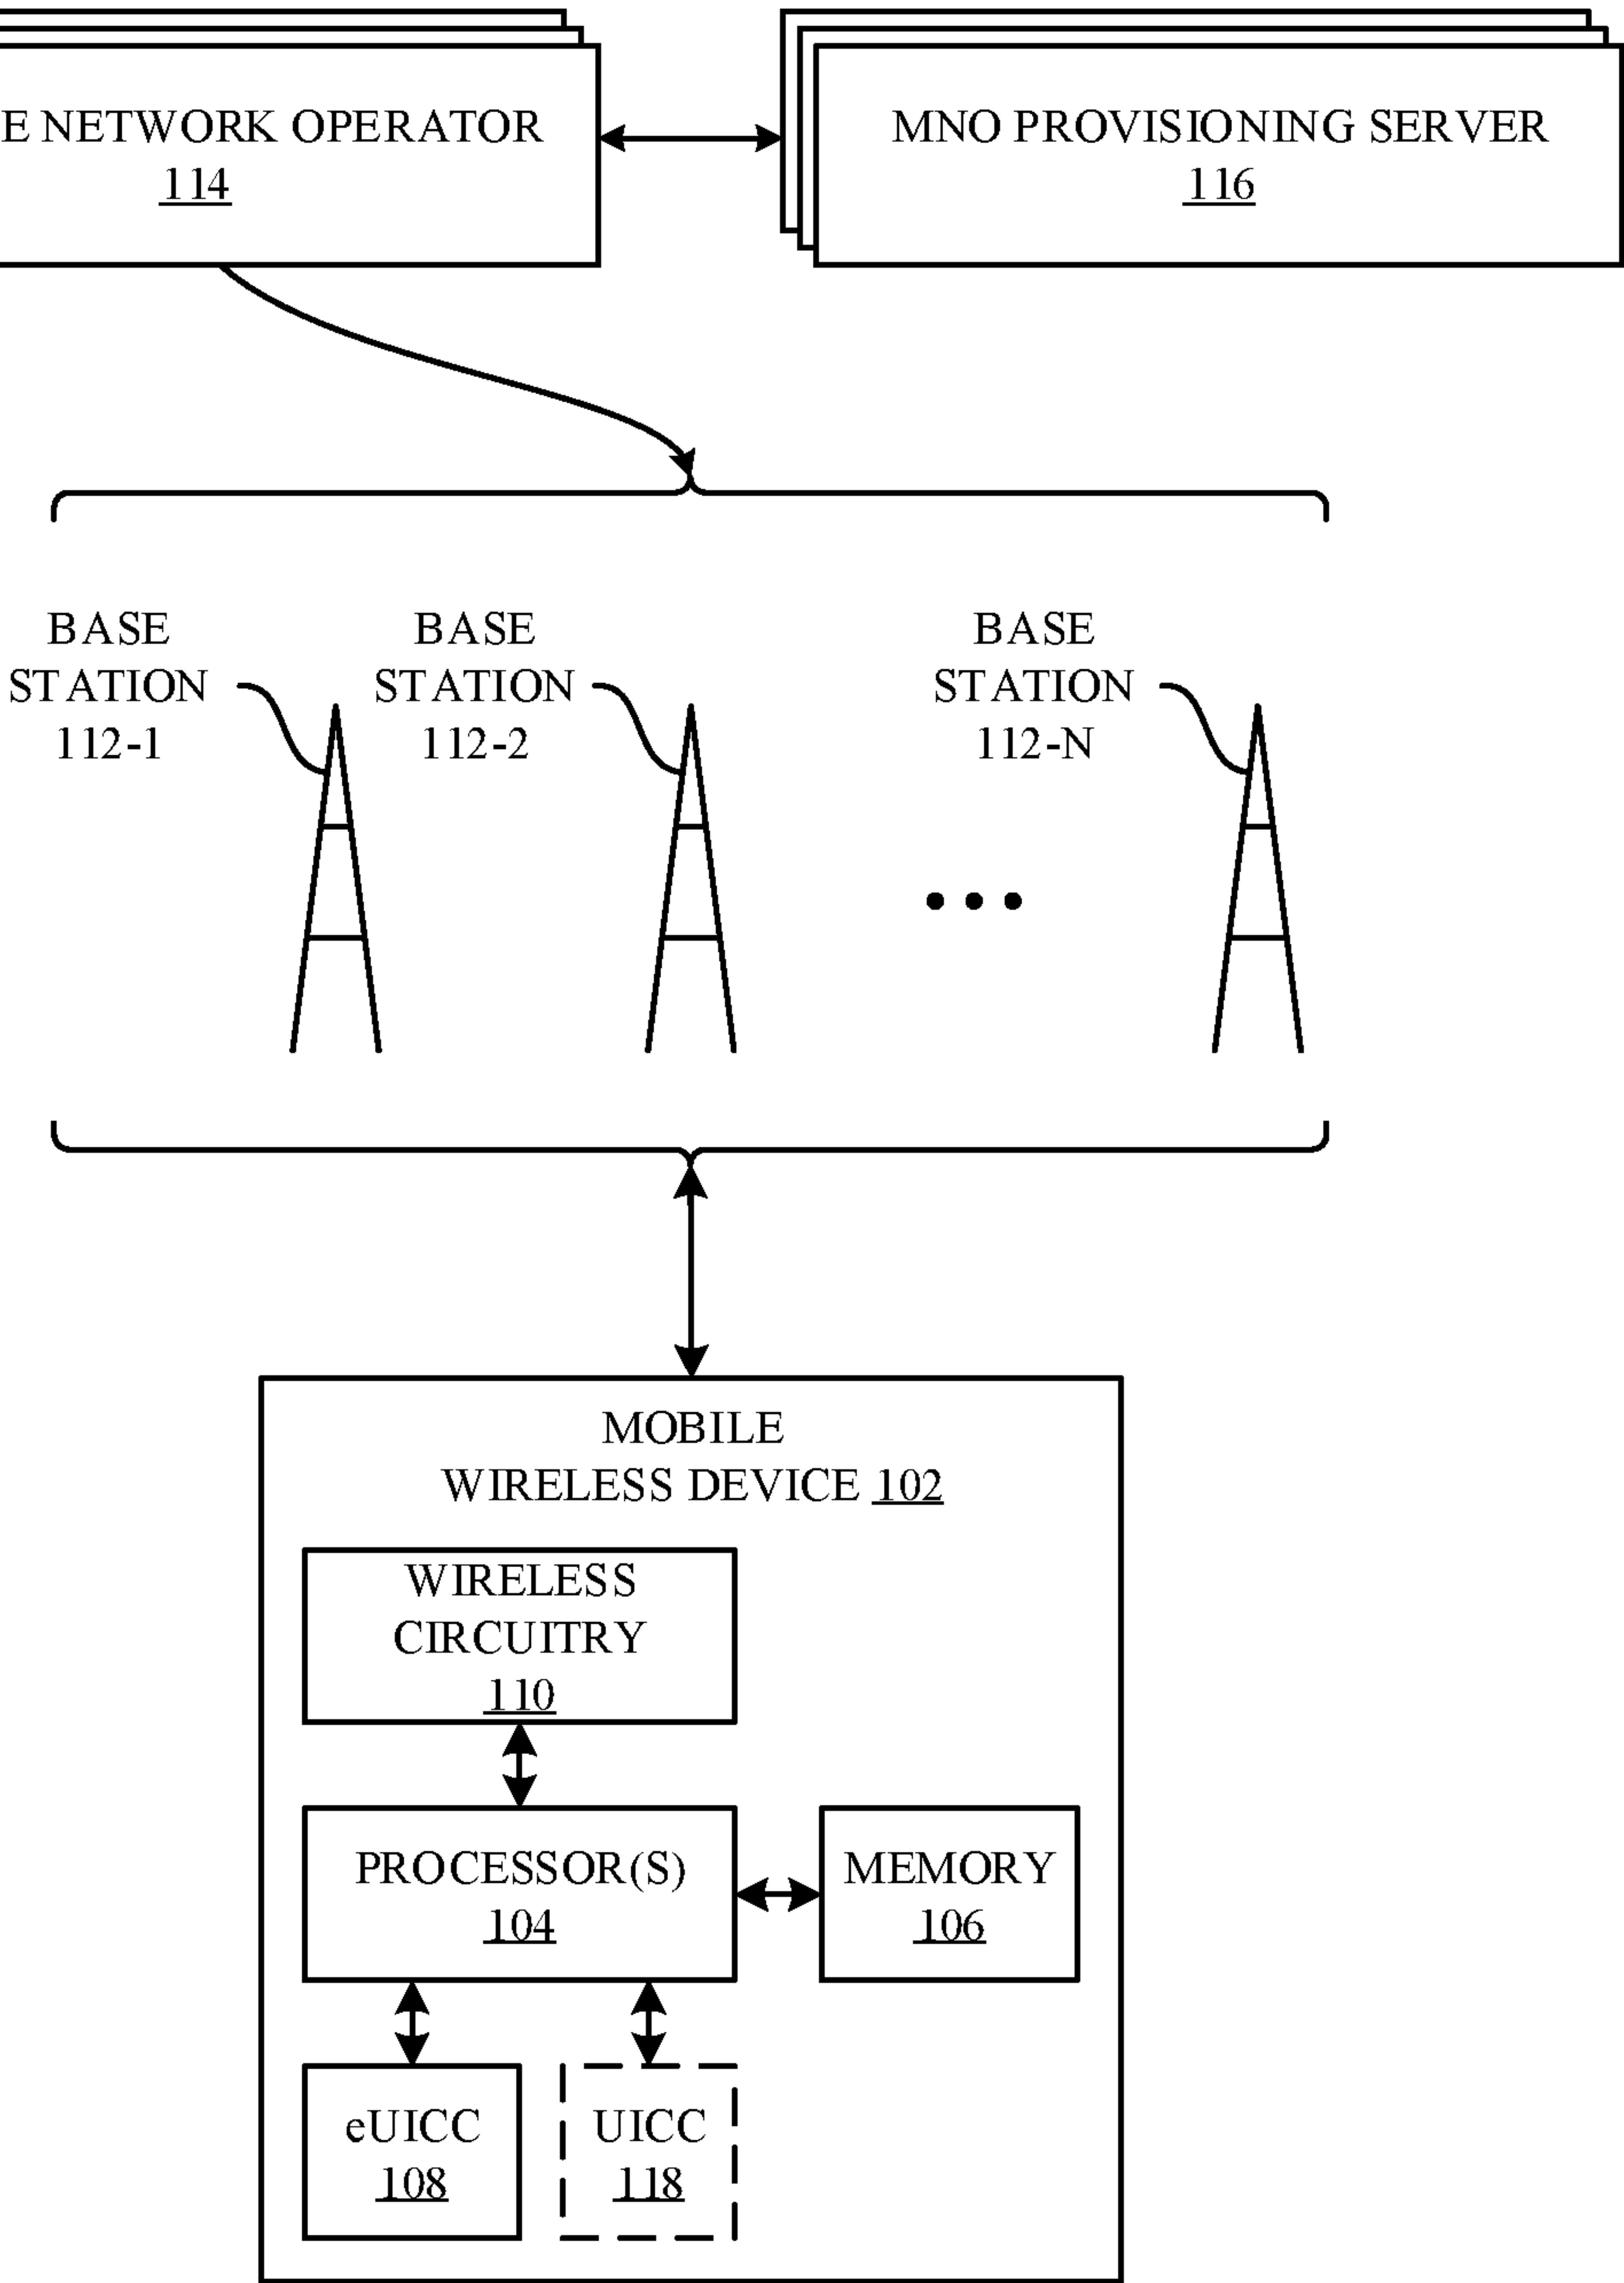 E NETWORK OPERATOR
114
MNO PROVISIONING SERVER
116
BASE
STATION
112-1
BASE
STATION
112-2
BASE
STATION
112-N
MOBILE
WIRELESS DEVICE 102
WIRELESS
CIRCUITRY
110
PROCESSOR(S)
104
MEMORY
106
eUICC
108
UICC
118